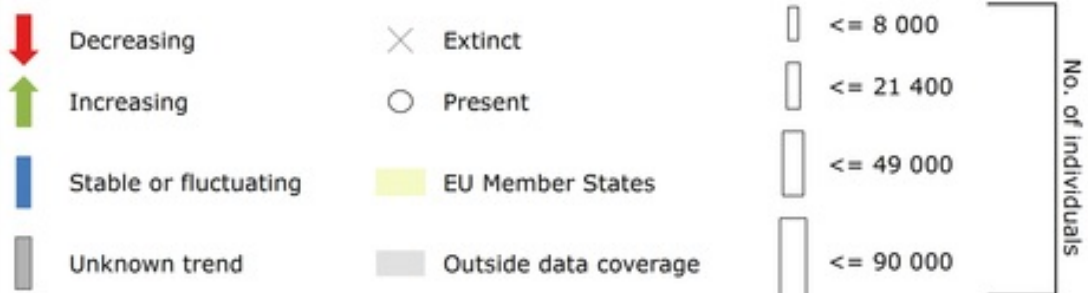 Decreasing
Increasing
Stable or fluctuating
Unknown trend
Extinct
Present
EU Member States
Outside data coverage
<= 8 000
<= 21 400
<= 49 000
<= 90 000
No. of individuals